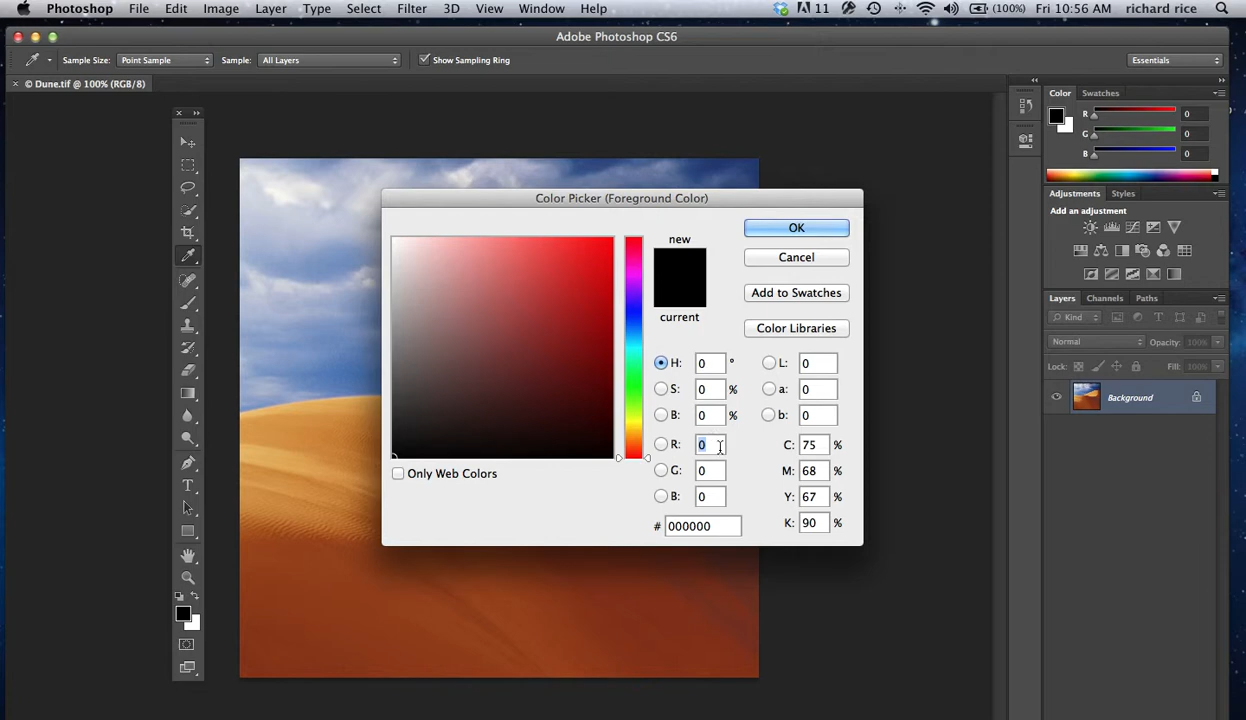 Photoshop File Edit Image Layer Type Select Filter 3D View Window Help 11 (100%) Fri 10:56 AM richard rice
Adobe Photoshop CS6
Sample Size: Point Sample Sample: All Layers Show Sampling Ring Essentials
× © Dune.tif @ 100% (RGB/8)
Color Swatches
R 0
G 0
B 0
Adjustments Styles
Add an adjustment
Layers Channels Paths
Kind
Normal Opacity: 100%
Lock: Fill: 100%
Background
Color Picker (Foreground Color)
new
current
OK
Cancel
Add to Swatches
Color Libraries
H: 0 ° L: 0
S: 0 % a: 0
B: 0 % b: 0
R: 0 C: 75 %
G: 0 M: 68 %
B: 0 Y: 67 %
# 000000 K: 90 %
Only Web Colors